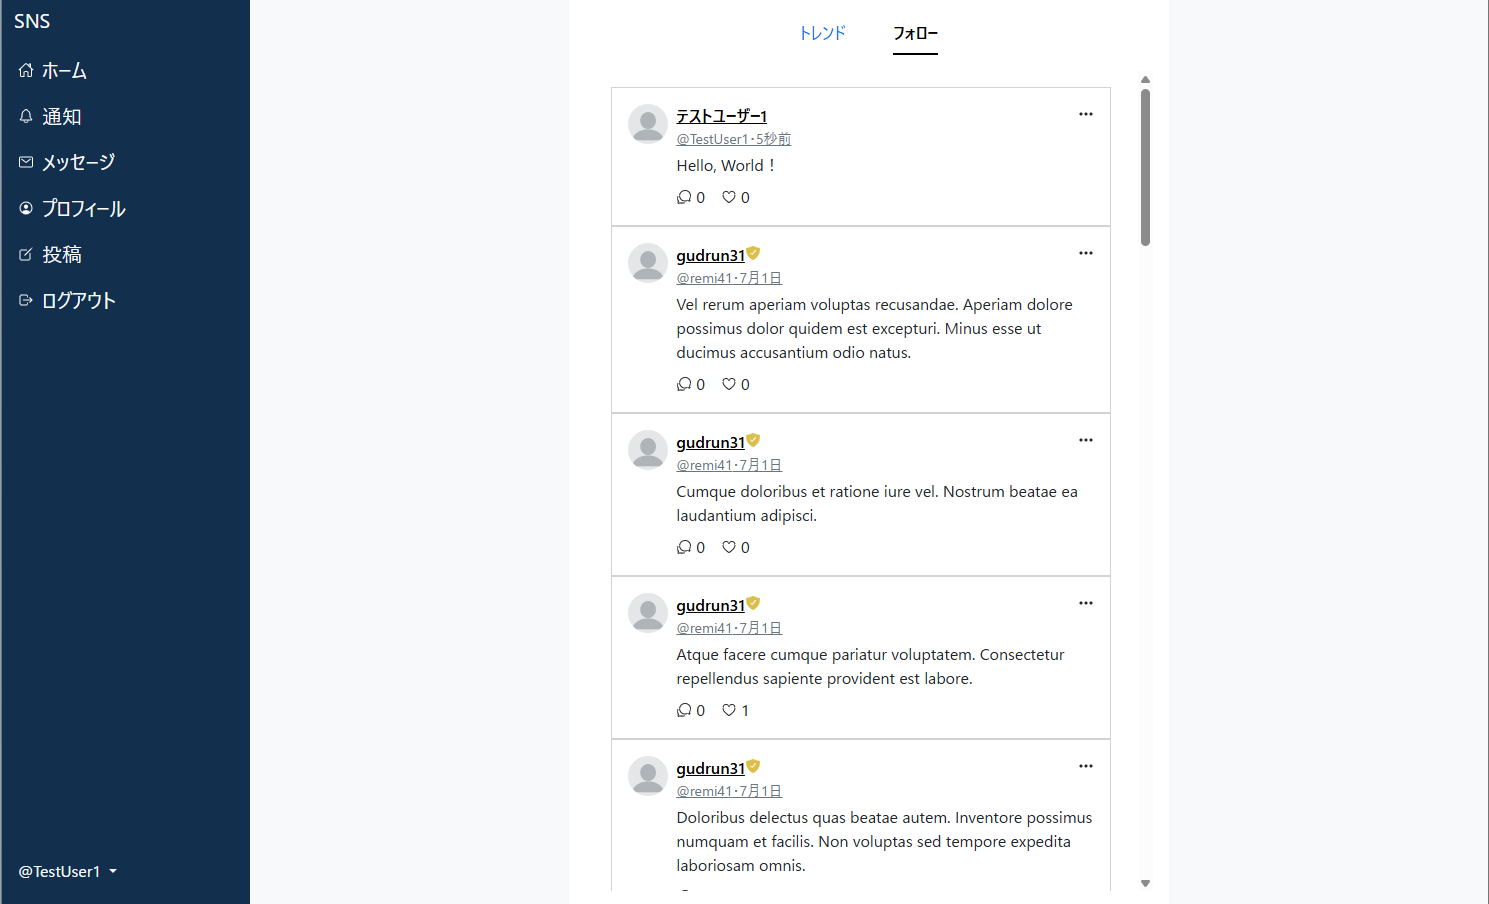 SNS
ホーム
通知
メッセージ
プロフィール
投稿
ログアウト
@TestUser1
トレンド
フォロー
テストユーザー1
@TestUser1･5秒前
Hello, World！
0 0
gudrun31
@remi41･7月1日
Vel rerum aperiam voluptas recusandae. Aperiam dolore
possimus dolor quidem est excepturi. Minus esse ut
ducimus accusantium odio natus.
0 0
gudrun31
@remi41･7月1日
Cumque doloribus et ratione iure vel. Nostrum beatae ea
laudantium adipisci.
0 0
gudrun31
@remi41･7月1日
Atque facere cumque pariatur voluptatem. Consectetur
repellendus sapiente provident est labore.
0 1
gudrun31
@remi41･7月1日
Doloribus delectus quas beatae autem. Inventore possimus
numquam et facilis. Non voluptas sed tempore expedita
laboriosam omnis.